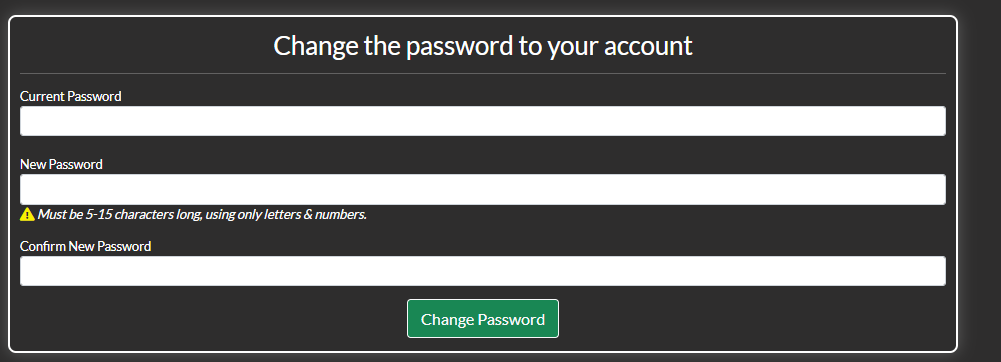 Change the password to your account
Current Password
New Password
Must be 5-15 characters long, using only letters & numbers.
Confirm New Password
Change Password